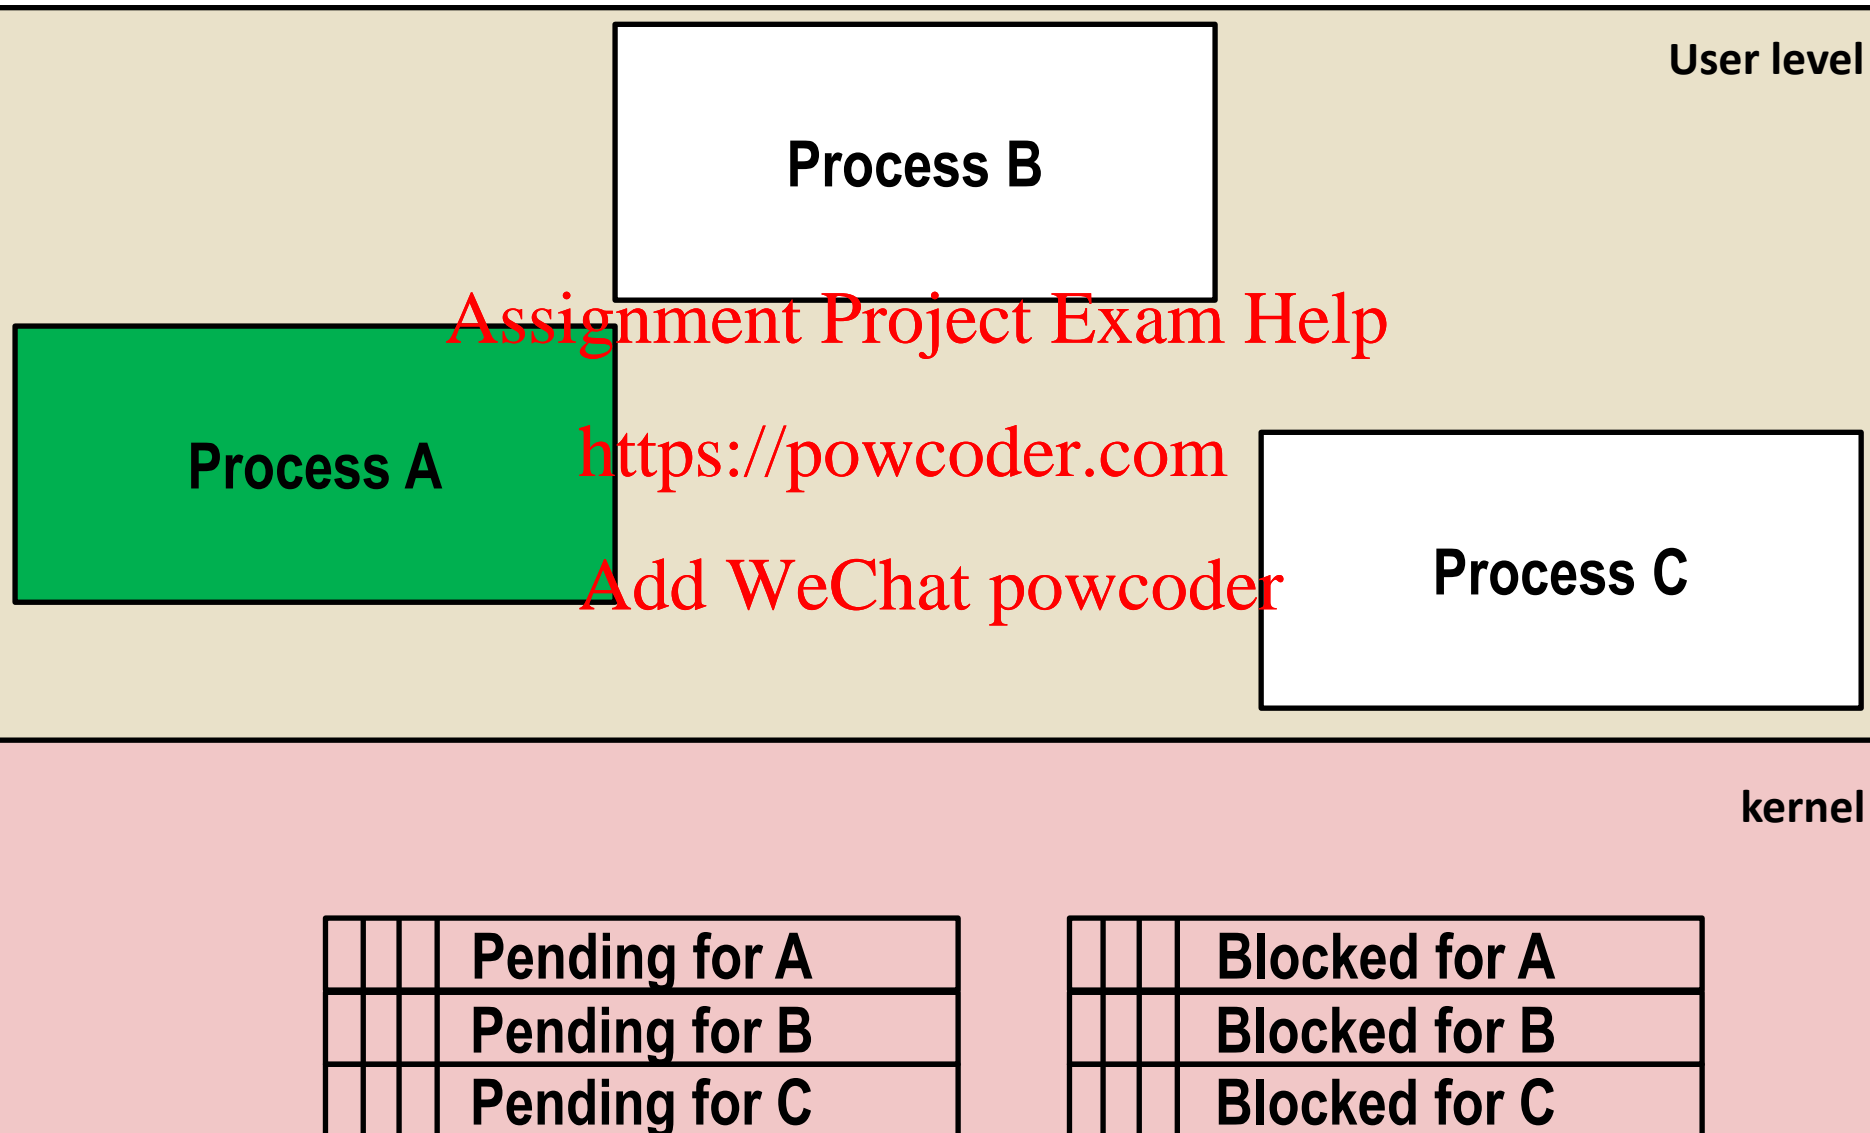 User level
Process B
Assignment Project Exam Help
Process A
https://powcoder.com
Process C
Add WeChat powcoder
kernel
Pending for A
Blocked for A
Pending for B
Blocked for B
Pending for C
Blocked for C